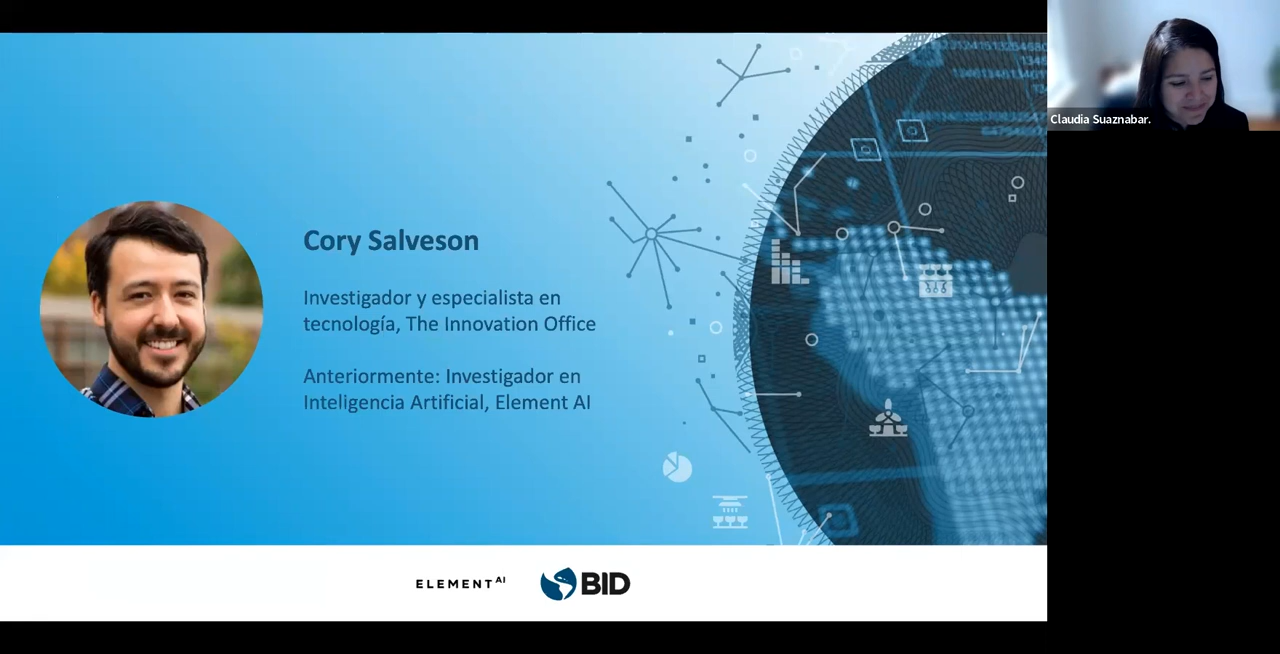 Claudia Suaznabar.
Cory Salveson
Investigador y especialista en
tecnología, The Innovation Office
Anteriormente: Investigador en
Inteligencia Artificial, Element AI
ELEMENT AI
BID